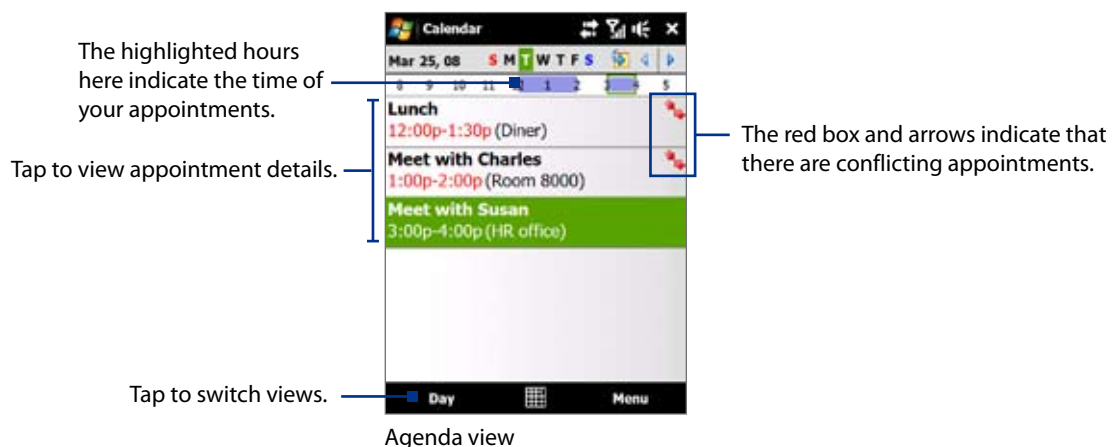 The highlighted hours
here indicate the time of
your appointments.
Tap to view appointment details.
Tap to switch views.
Calendar
Mar 25, 08 S M T W T F S
8 9 10 11 1 2 3 4 5
Lunch
12:00p-1:30p (Diner)
Meet with Charles
1:00p-2:00p (Room 8000)
Meet with Susan
3:00p-4:00p (HR office)
Day Menu
The red box and arrows indicate that
there are conflicting appointments.
Agenda view